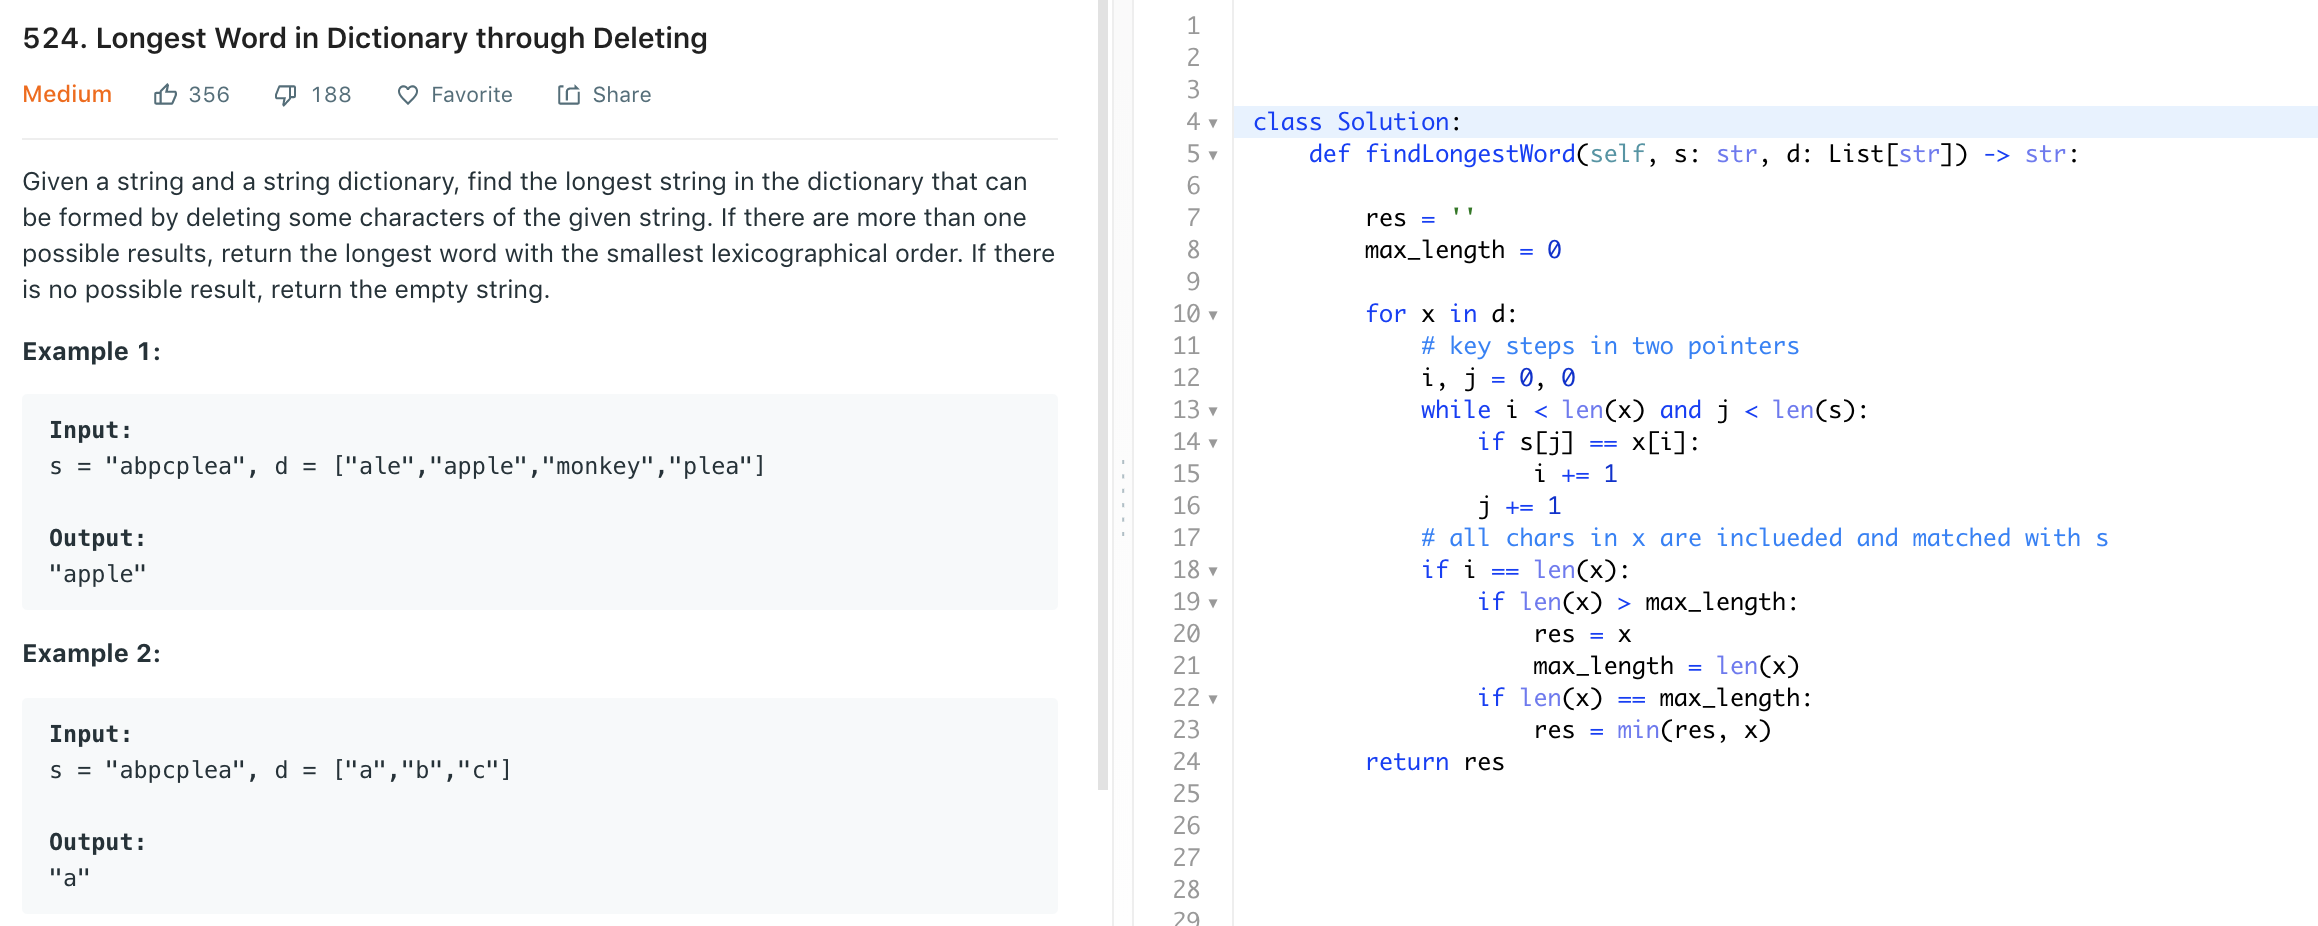 524. Longest Word in Dictionary through Deleting
Medium 356 188 Favorite Share
Given a string and a string dictionary, find the longest string in the dictionary that can
be formed by deleting some characters of the given string. If there are more than one
possible results, return the longest word with the smallest lexicographical order. If there
is no possible result, return the empty string.
Example 1:
Input:
s = "abpcplea", d = ["ale","apple","monkey","plea"]
Output:
"apple"
Example 2:
Input:
s = "abpcplea", d = ["a","b","c"]
Output:
"a"
1
2
3
4 class Solution:
5     def findLongestWord(self, s: str, d: List[str]) -> str:
6
7         res = ''
8         max_length = 0
9
10         for x in d:
11             # key steps in two pointers
12             i, j = 0, 0
13             while i < len(x) and j < len(s):
14                 if s[j] == x[i]:
15                     i += 1
16                 j += 1
17             # all chars in x are inclueded and matched with s
18             if i == len(x):
19                 if len(x) > max_length:
20                     res = x
21                     max_length = len(x)
22                 if len(x) == max_length:
23                     res = min(res, x)
24         return res
25
26
27
28
29